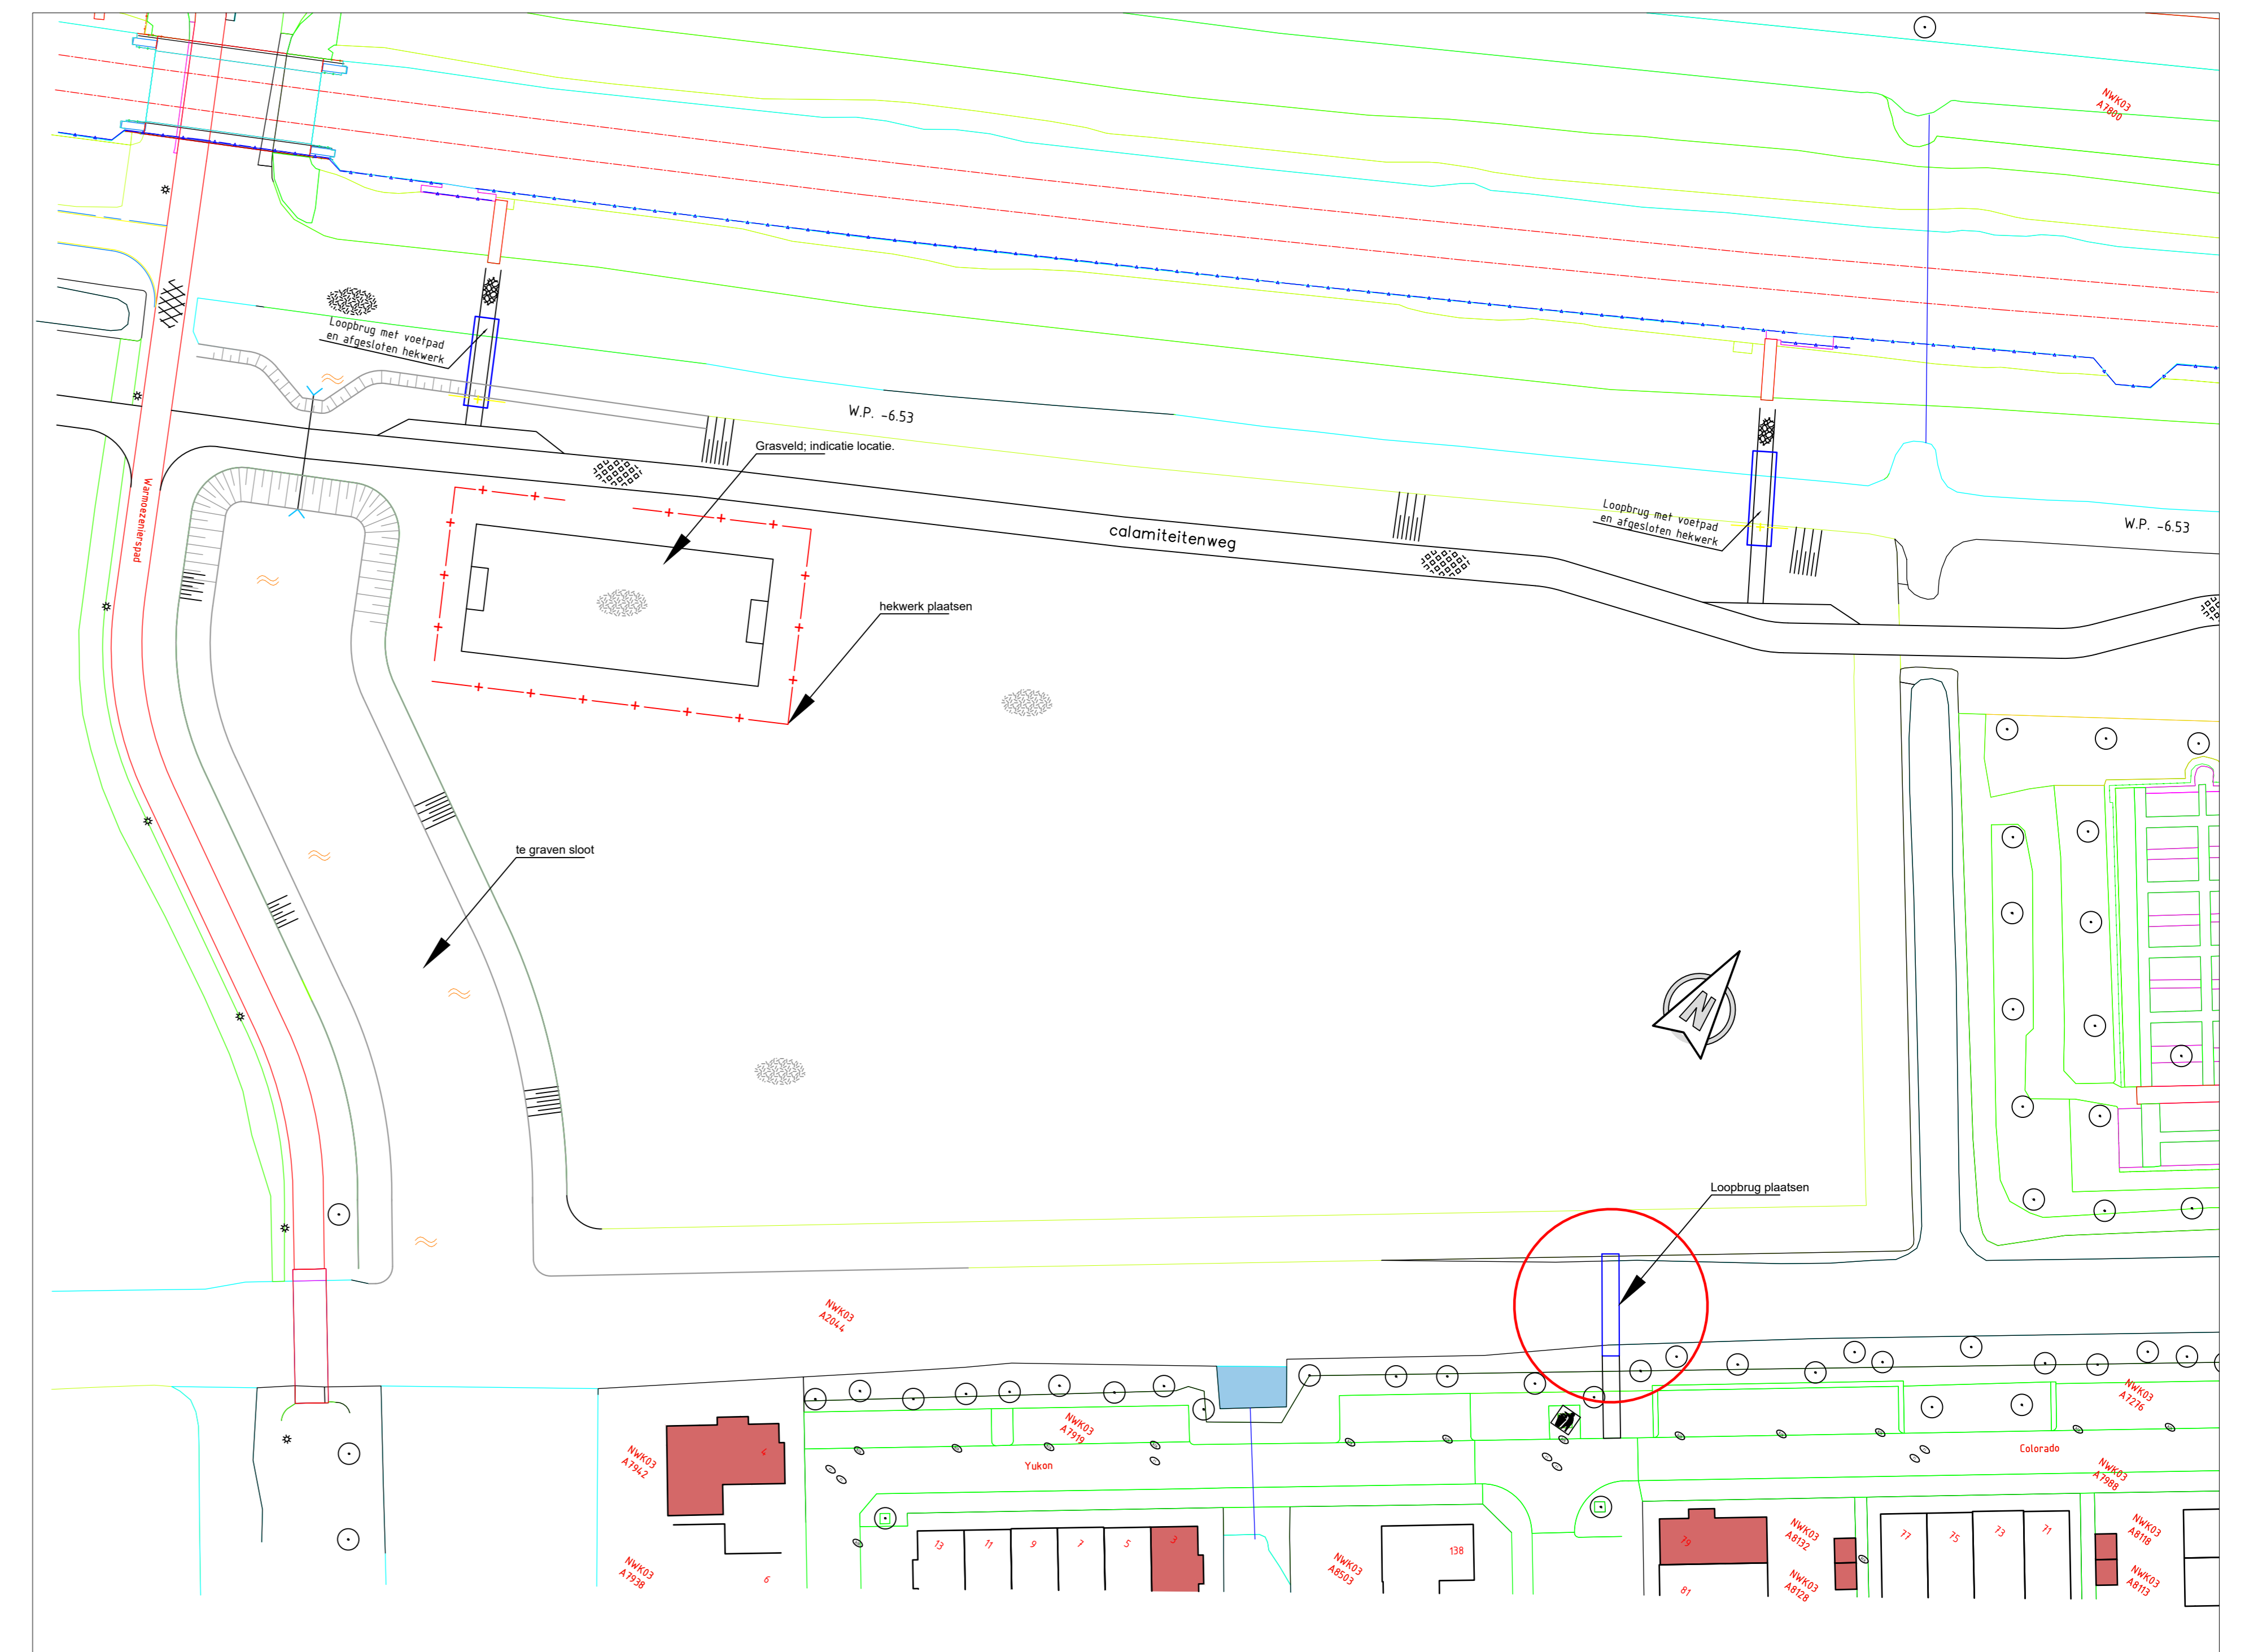 NWK03
A7800
Loopbrug met voetpad
en afgesloten hekwerk
W.P. -6.53
Grasveld; indicatie locatie.
Warmoezenierspad
calamiteitenweg
Loopbrug met voetpad
en afgesloten hekwerk
W.P. -6.53
hekwerk plaatsen
te graven sloot
N
Loopbrug plaatsen
NWK03
A2044
NWK03
A7276
NWK03
A7919
NWK03
A7942
4
Yukon
Colorado
NWK03
A7988
13
11
9
7
5
3
138
79
NWK03
A8132
77
75
73
71
NWK03
A8118
NWK03
A7938
6
NWK03
A8503
81
NWK03
A8128
NWK03
A8113